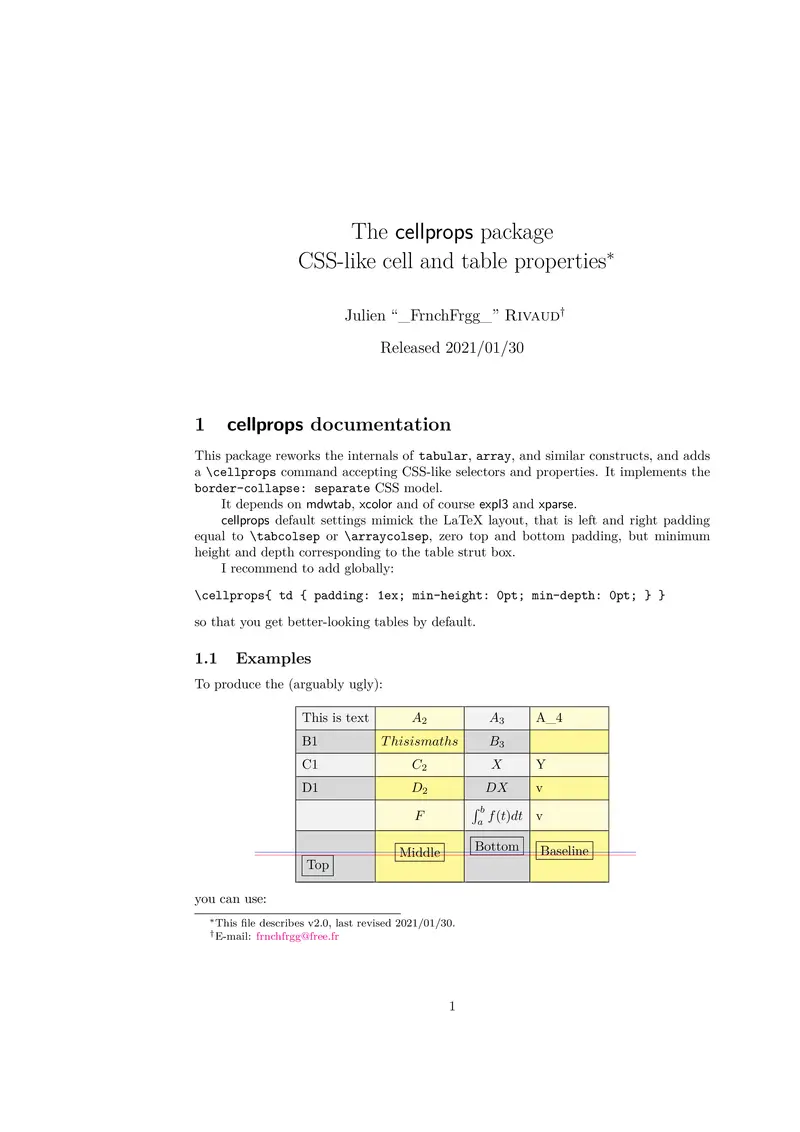 The cellprops package
CSS-like cell and table properties*
Julien “_FrnchFrgg_” Rivaud†
Released 2021/01/30
1 cellprops documentation
This package reworks the internals of tabular, array, and similar constructs, and adds
a \cellprops command accepting CSS-like selectors and properties. It implements the
border-collapse: separate CSS model.
It depends on mdwtab, xcolor and of course expl3 and xparse.
cellprops default settings mimick the LaTeX layout, that is left and right padding
equal to \tabcolsep or \arraycolsep, zero top and bottom padding, but minimum
height and depth corresponding to the table strut box.
I recommend to add globally:
\cellprops{ td { padding: 1ex; min-height: 0pt; min-depth: 0pt; } }
so that you get better-looking tables by default.
1.1 Examples
To produce the (arguably ugly):
This is text A₂ A₃ A_4
B1 Thisismaths B₃
C1 C₂ X Y
D1 D₂ DX v
F ∫ₐᵇ f(t)dt v
Top Middle Bottom Baseline
you can use:
*This file describes v2.0, last revised 2021/01/30.
†E-mail: frnchfrgg@free.fr
1